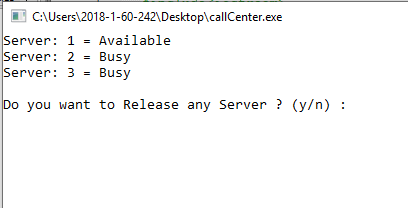 C:\Users\2018-1-60-242\Desktop\callCenter.exe
Server: 1 = Available
Server: 2 = Busy
Server: 3 = Busy
Do you want to Release any Server ? (y/n) :